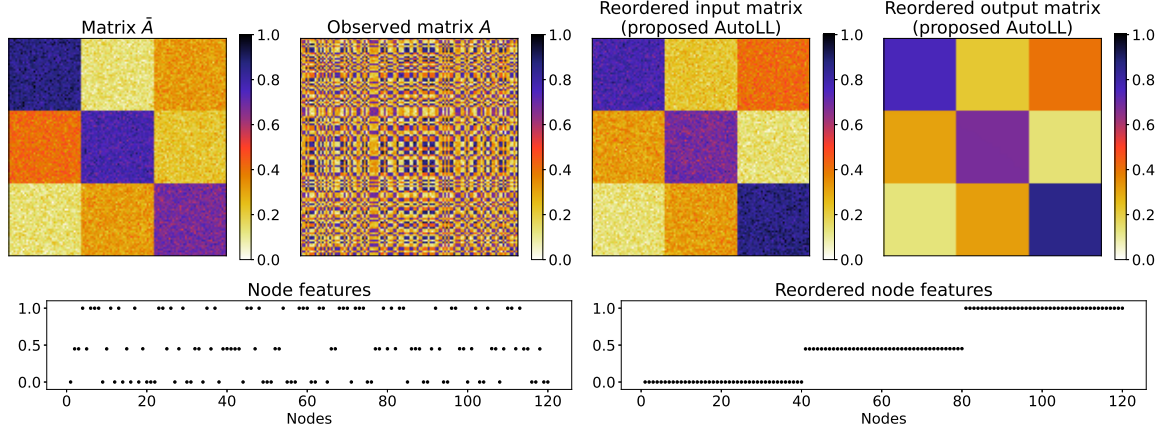 Matrix Ā
Observed matrix A
Reordered input matrix
(proposed AutoLL)
Reordered output matrix
(proposed AutoLL)
1.0
0.8
0.6
0.4
0.2
0.0
1.0
0.8
0.6
0.4
0.2
0.0
1.0
0.8
0.6
0.4
0.2
0.0
1.0
0.8
0.6
0.4
0.2
0.0
Node features
1.0
0.5
0.0
0 20 40 60 80 100 120
Nodes
Reordered node features
1.0
0.5
0.0
0 20 40 60 80 100 120
Nodes